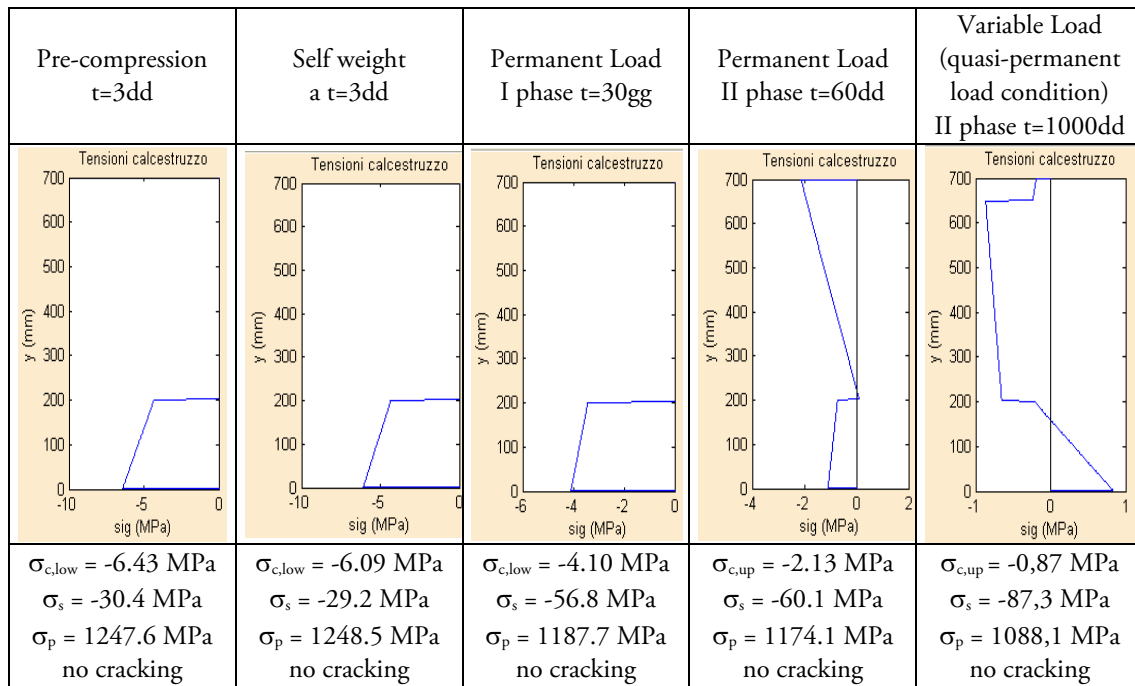 Pre-compression
t=3dd
Self weight
a t=3dd
Permanent Load
I phase t=30gg
Permanent Load
II phase t=60dd
Variable Load
(quasi-permanent
load condition)
II phase t=1000dd
Tensioni calcestruzzo
700
600
500
400
300
200
100
0
y (mm)
-10
-5
0
sig (MPa)
Tensioni calcestruzzo
700
600
500
400
300
200
100
0
y (mm)
-10
-5
0
sig (MPa)
Tensioni calcestruzzo
700
600
500
400
300
200
100
0
y (mm)
-6
-4
-2
0
sig (MPa)
Tensioni calcestruzzo
700
600
500
400
300
200
100
0
y (mm)
-4
-2
0
2
sig (MPa)
Tensioni calcestruzzo
700
600
500
400
300
200
100
0
y (mm)
-1
0
1
sig (MPa)
σc,low = -6.43 MPa
σs = -30.4 MPa
σp = 1247.6 MPa
no cracking
σc,low = -6.09 MPa
σs = -29.2 MPa
σp = 1248.5 MPa
no cracking
σc,low = -4.10 MPa
σs = -56.8 MPa
σp = 1187.7 MPa
no cracking
σc,up = -2.13 MPa
σs = -60.1 MPa
σp = 1174.1 MPa
no cracking
σc,up = -0,87 MPa
σs = -87,3 MPa
σp = 1088,1 MPa
no cracking